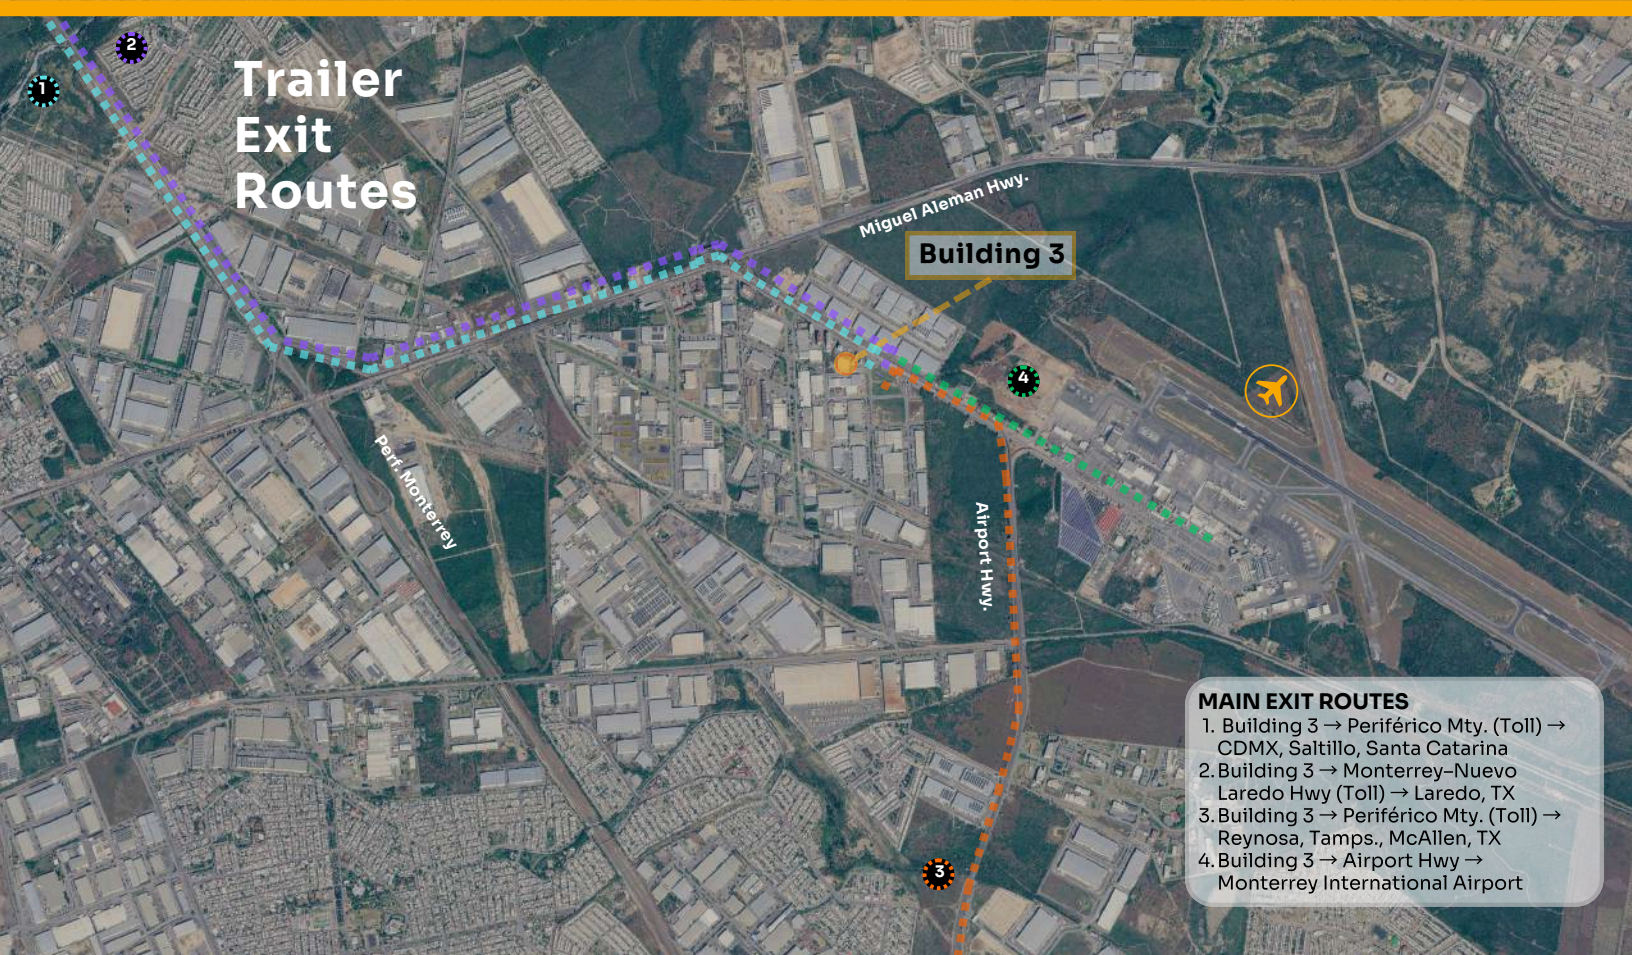 2
1
Trailer
Exit
Routes
Miguel Aleman Hwy.
Building 3
4
Perf. Monterrey
Airport Hwy.
3
MAIN EXIT ROUTES
1. Building 3 → Periférico Mty. (Toll) →
CDMX, Saltillo, Santa Catarina
2. Building 3 → Monterrey–Nuevo
Laredo Hwy (Toll) → Laredo, TX
3. Building 3 → Periférico Mty. (Toll) →
Reynosa, Tamps., McAllen, TX
4. Building 3 → Airport Hwy →
Monterrey International Airport